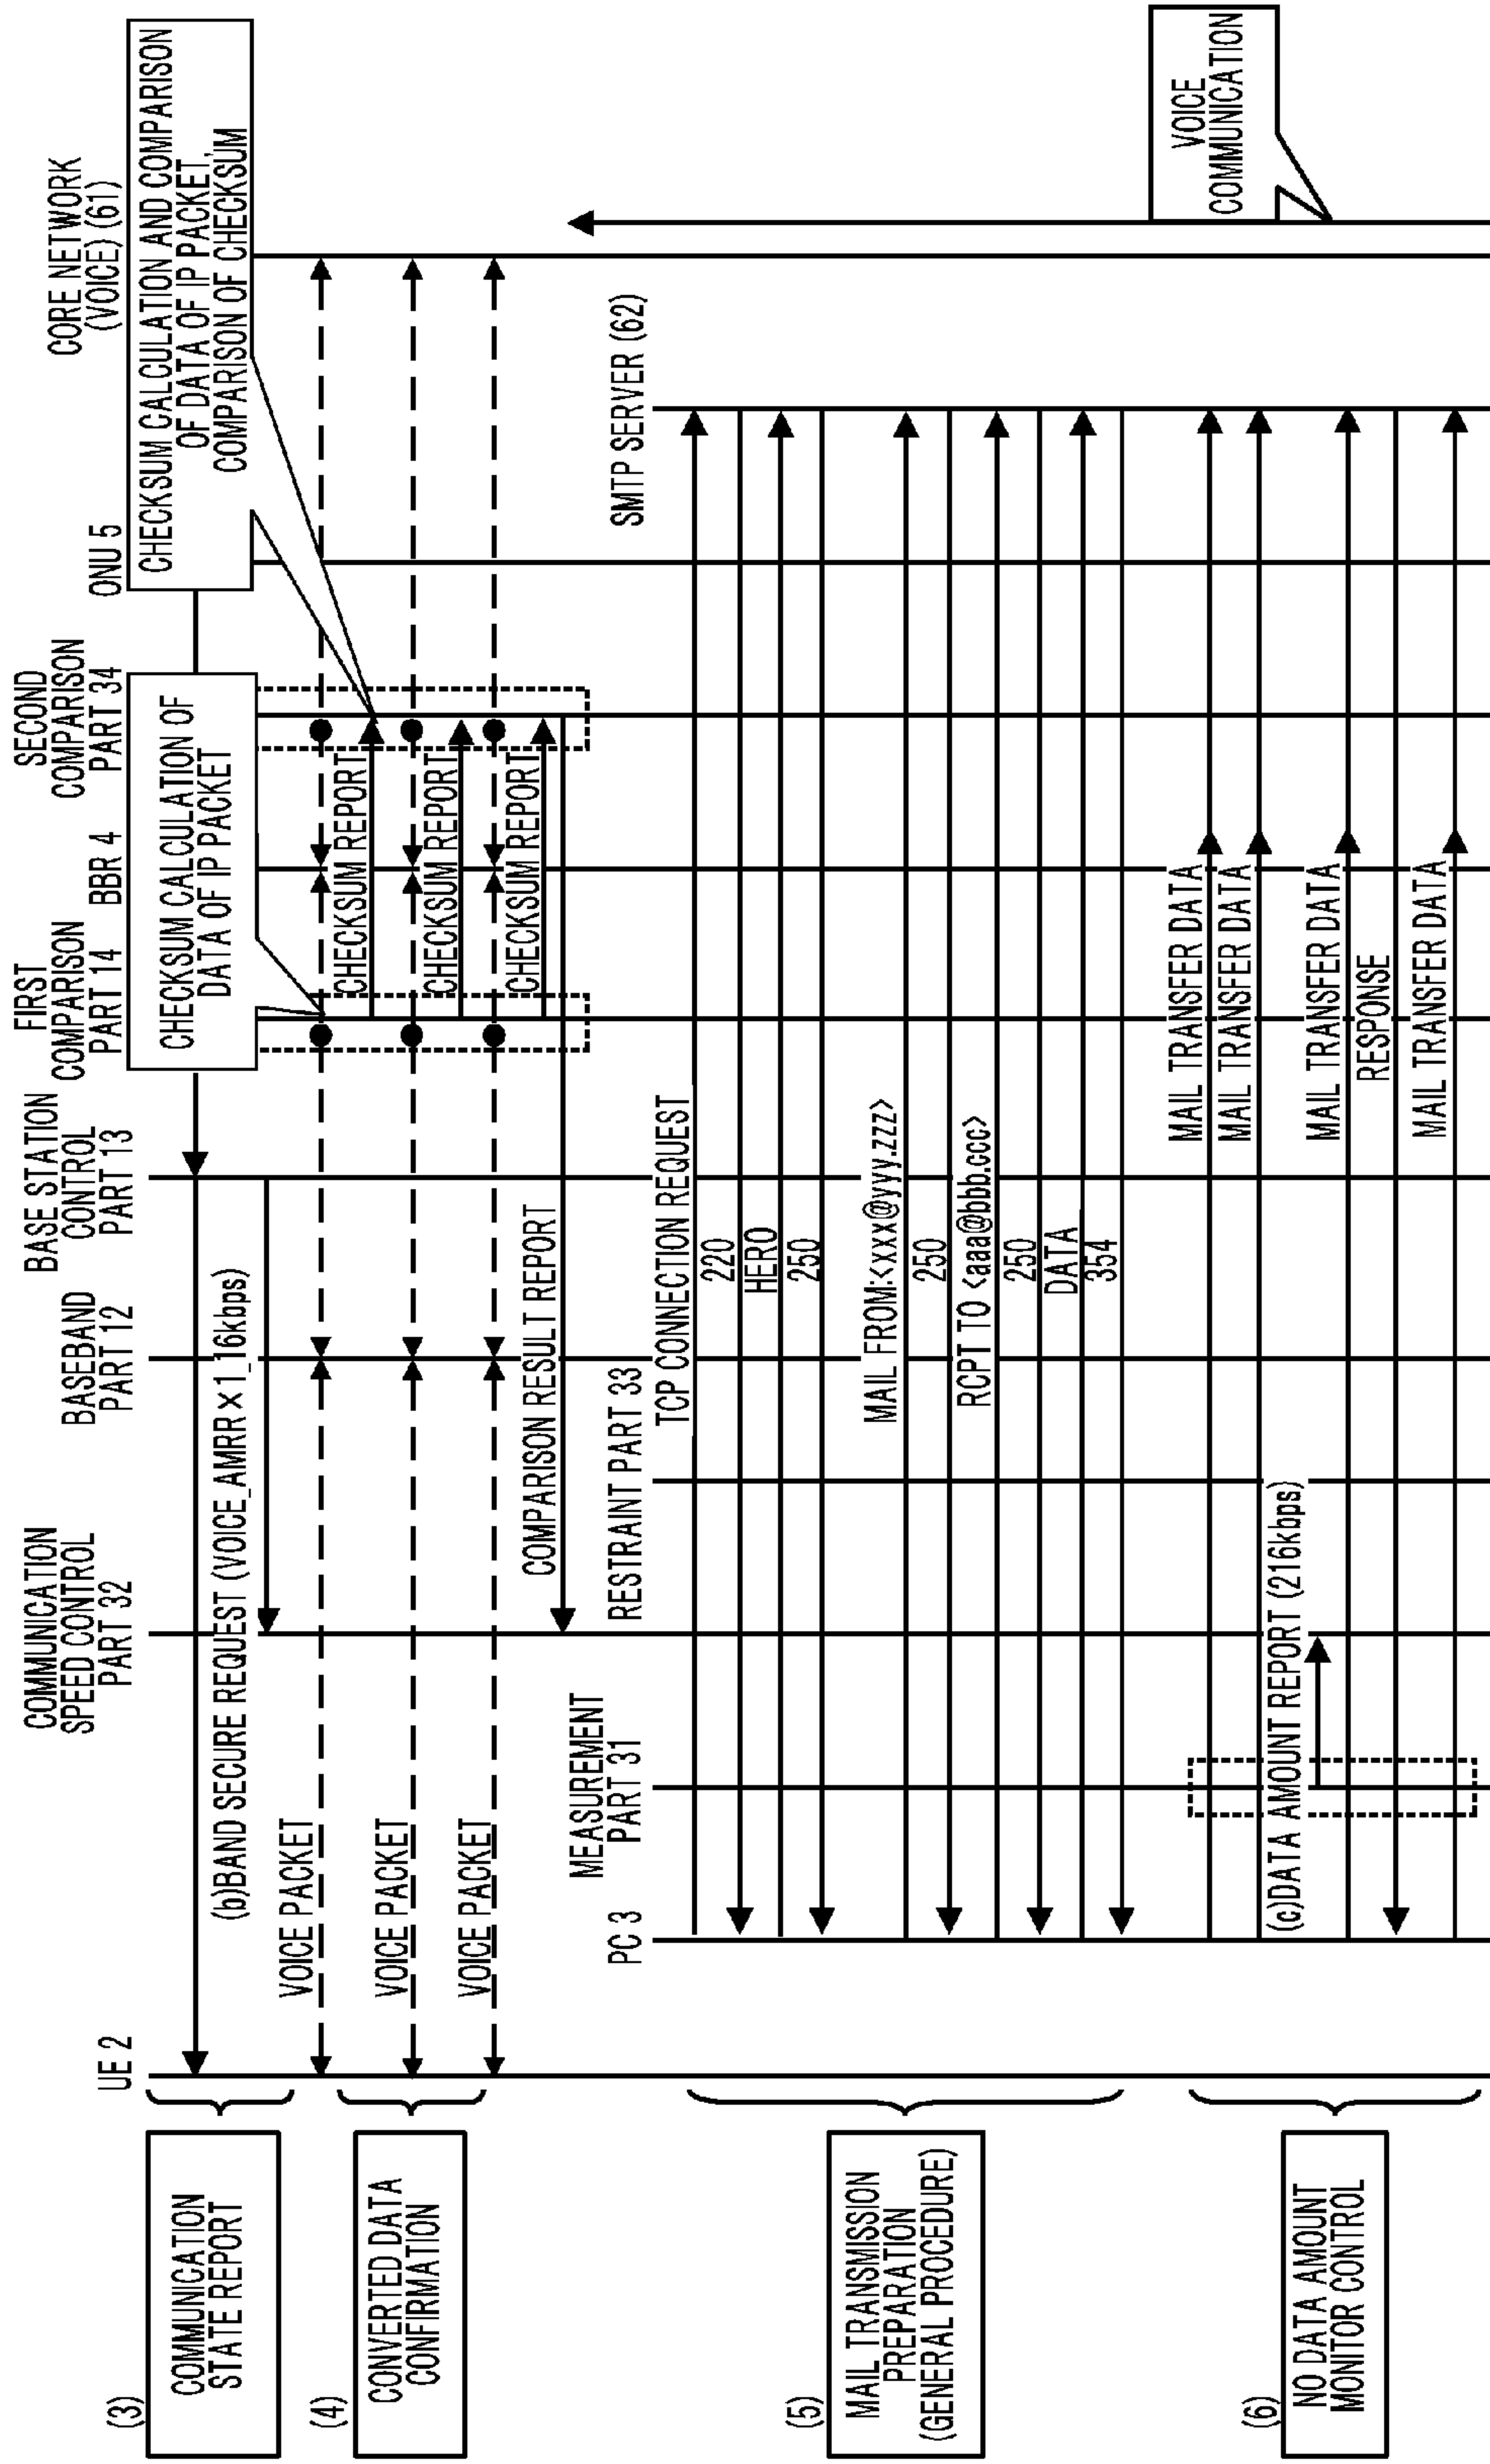 UE 2
COMMUNICATION
SPEED CONTROL
PART 32
BASEBAND
PART 12
BASE STATION
CONTROL
PART 13
FIRST
COMPARISON
PART 14
BBR 4
SECOND
COMPARISON
PART 34
ONU 5
CORE NETWORK
(VOICE) (61)
(3)
COMMUNICATION
STATE REPORT
CHECKSUM CALCULATION OF
DATA OF IP PACKET
CHECKSUM CALCULATION AND COMPARISON
OF DATA OF IP PACKET,
COMPARISON OF CHECKSUM
(b)BAND SECURE REQUEST (VOICE_AMRR×1_16kbps)
(4)
CONVERTED DATA
CONFIRMATION
VOICE PACKET
CHECKSUM REPORT
VOICE PACKET
CHECKSUM REPORT
VOICE PACKET
CHECKSUM REPORT
COMPARISON RESULT REPORT
PC 3
MEASUREMENT
PART 31
RESTRAINT PART 33
SMTP SERVER (62)
(5)
MAIL TRANSMISSION
PREPARATION
(GENERAL PROCEDURE)
TCP CONNECTION REQUEST
220
HERO
250
MAIL FROM:<xxx@yyy.zzz>
250
RCPT TO <aaa@bbb.ccc>
250
DATA
354
(6)
NO DATA AMOUNT
MONITOR CONTROL
MAIL TRANSFER DATA
MAIL TRANSFER DATA
(c)DATA AMOUNT REPORT (216kbps)
MAIL TRANSFER DATA
RESPONSE
MAIL TRANSFER DATA
VOICE
COMMUNICATION